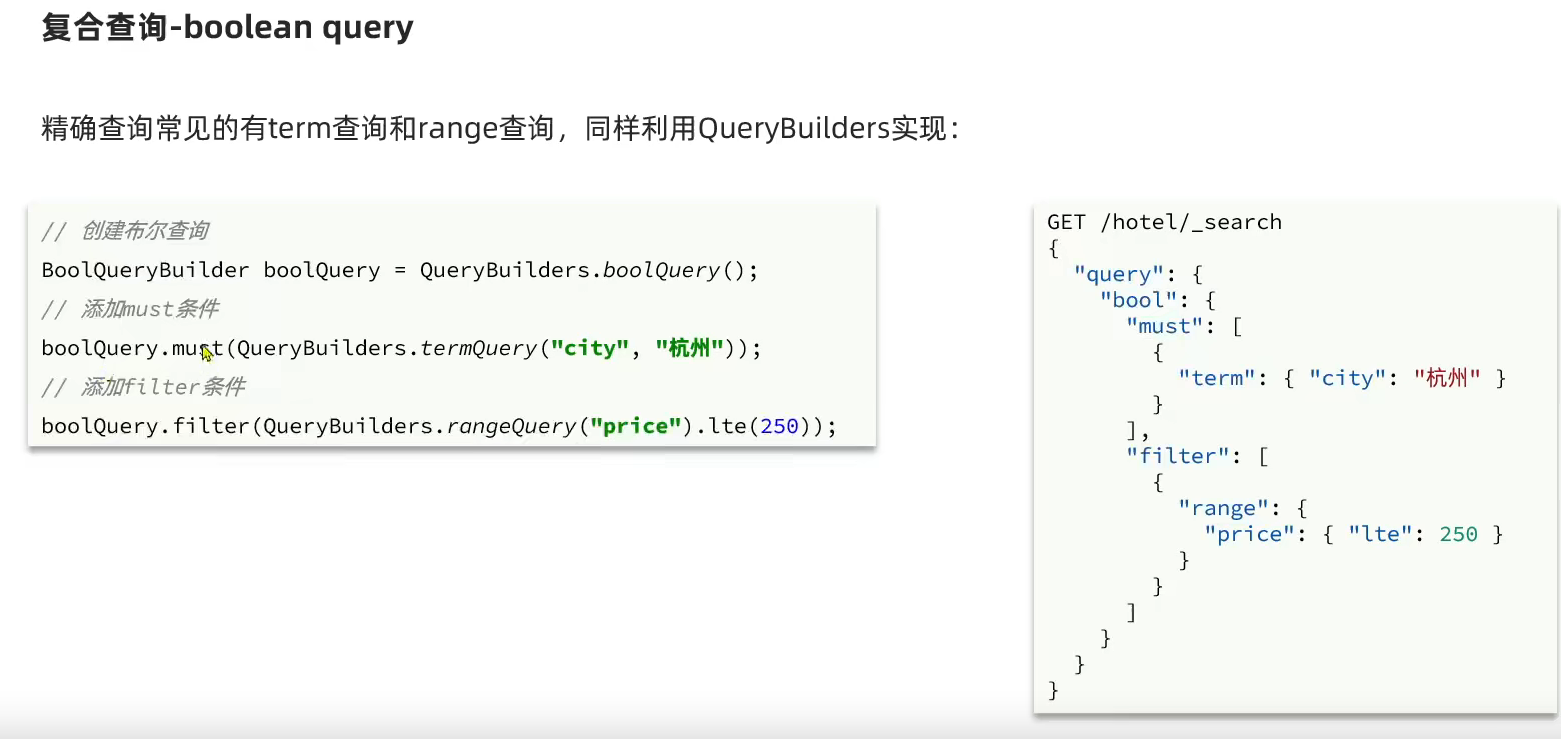 复合查询-boolean query
精确查询常见的有term查询和range查询，同样利用QueryBuilders实现：
// 创建布尔查询
BoolQueryBuilder boolQuery = QueryBuilders.boolQuery();
// 添加must条件
boolQuery.must(QueryBuilders.termQuery("city", "杭州"));
// 添加filter条件
boolQuery.filter(QueryBuilders.rangeQuery("price").lte(250));
GET /hotel/_search
{
  "query": {
    "bool": {
      "must": [
        {
          "term": { "city": "杭州" }
        }
      ],
      "filter": [
        {
          "range": {
            "price": { "lte": 250 }
          }
        }
      ]
    }
  }
}